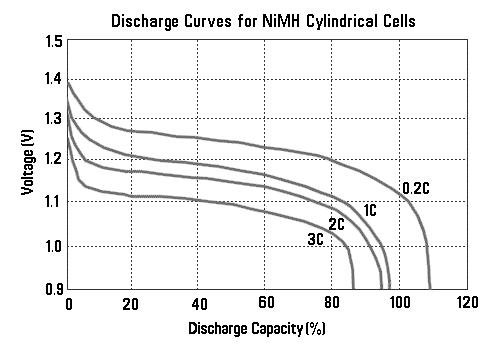 Discharge Curves for NiMH Cylindrical Cells
1.5
1.4
1.3
1.2
1.1
1.0
0.9
Voltage (V)
0.2C
1C
2C
3C
0 20 40 60 80 100 120
Discharge Capacity (%)